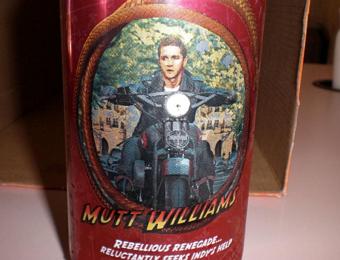 MUTT WILLIAMS
REBELLIOUS RENEGADE...
RELUCTANTLY SEEKS INDY'S HELP